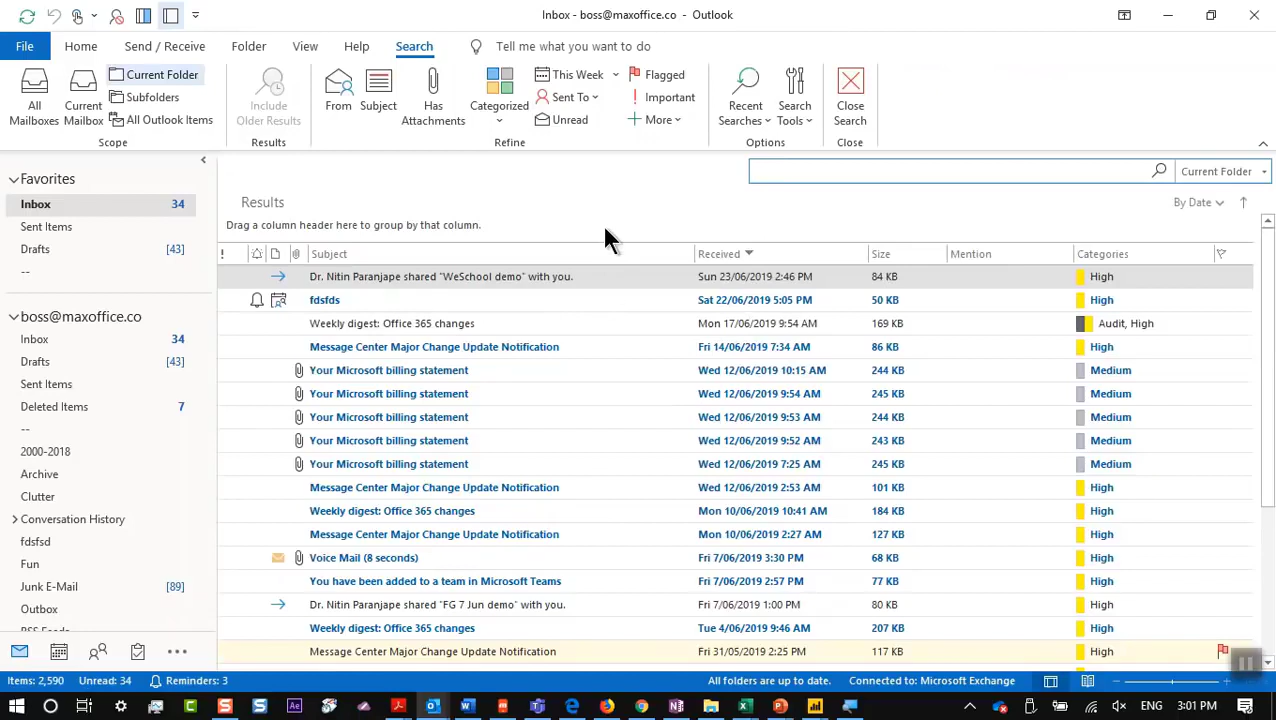 Inbox - boss@maxoffice.co - Outlook
File Home Send / Receive Folder View Help Search Tell me what you want to do
All Mailboxes
Current Mailbox
Current Folder
Subfolders
All Outlook Items
Scope
Include Older Results
Results
From
Subject
Has Attachments
Categorized
This Week
Sent To
Unread
Flagged
Important
More
Refine
Recent Searches
Search Tools
Options
Close Search
Close
Current Folder
Favorites
Inbox 34
Sent Items
Drafts [43]
--
boss@maxoffice.co
Inbox 34
Drafts [43]
Sent Items
Deleted Items 7
--
2000-2018
Archive
Clutter
Conversation History
fdsfsd
Fun
Junk E-Mail [89]
Outbox
RSS Feeds
Results By Date
Drag a column header here to group by that column.
! Subject Received Size Mention Categories
Dr. Nitin Paranjape shared "WeSchool demo" with you. Sun 23/06/2019 2:46 PM 84 KB High
fdsfds Sat 22/06/2019 5:05 PM 50 KB High
Weekly digest: Office 365 changes Mon 17/06/2019 9:54 AM 169 KB Audit, High
Message Center Major Change Update Notification Fri 14/06/2019 7:34 AM 86 KB High
Your Microsoft billing statement Wed 12/06/2019 10:15 AM 244 KB Medium
Your Microsoft billing statement Wed 12/06/2019 9:54 AM 245 KB Medium
Your Microsoft billing statement Wed 12/06/2019 9:53 AM 244 KB Medium
Your Microsoft billing statement Wed 12/06/2019 9:52 AM 243 KB Medium
Your Microsoft billing statement Wed 12/06/2019 7:25 AM 245 KB Medium
Message Center Major Change Update Notification Wed 12/06/2019 2:53 AM 101 KB High
Weekly digest: Office 365 changes Mon 10/06/2019 10:41 AM 184 KB High
Message Center Major Change Update Notification Mon 10/06/2019 2:27 AM 127 KB High
Voice Mail (8 seconds) Fri 7/06/2019 3:30 PM 68 KB High
You have been added to a team in Microsoft Teams Fri 7/06/2019 2:57 PM 77 KB High
Dr. Nitin Paranjape shared "FG 7 Jun demo" with you. Fri 7/06/2019 1:00 PM 80 KB High
Weekly digest: Office 365 changes Tue 4/06/2019 9:46 AM 207 KB High
Message Center Major Change Update Notification Fri 31/05/2019 2:25 PM 117 KB High
Items: 2,590 Unread: 34 Reminders: 3 All folders are up to date. Connected to: Microsoft Exchange
ENG 3:01 PM